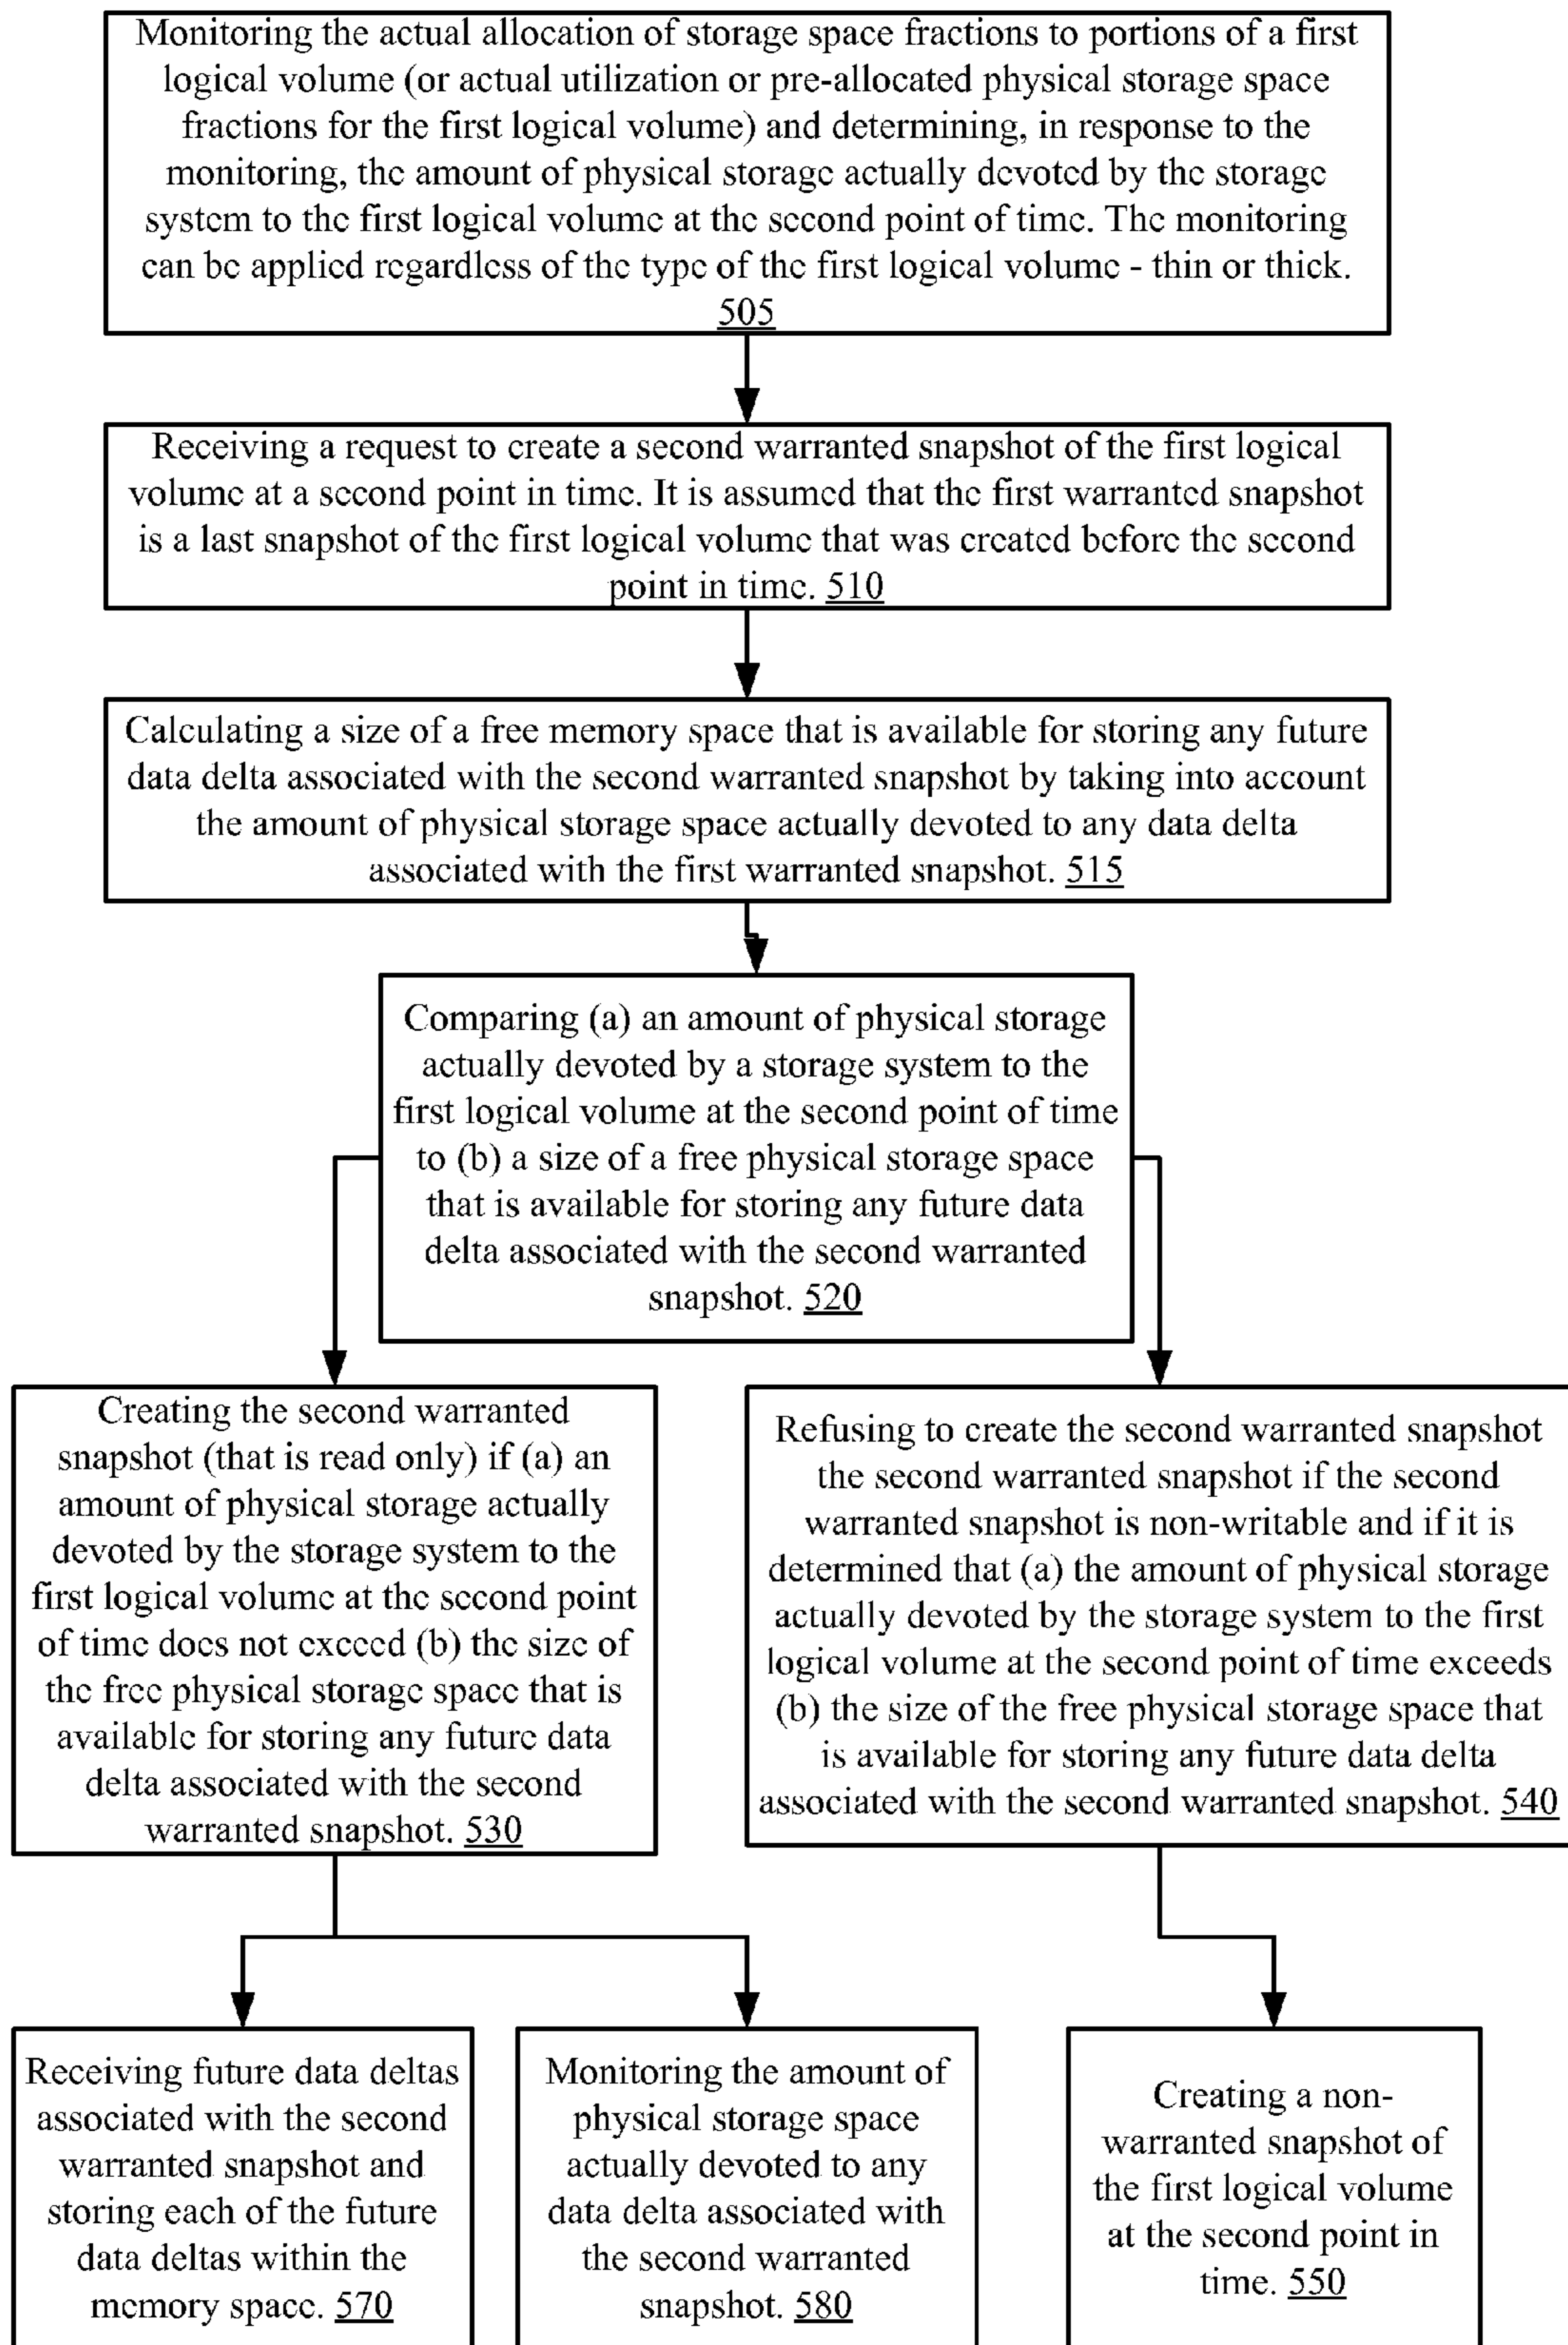 Monitoring the actual allocation of storage space fractions to portions of a first
logical volume (or actual utilization or pre-allocated physical storage space
fractions for the first logical volume) and determining, in response to the
monitoring, the amount of physical storage actually devoted by the storage
system to the first logical volume at the second point of time. The monitoring
can be applied regardless of the type of the first logical volume - thin or thick.
505
Receiving a request to create a second warranted snapshot of the first logical
volume at a second point in time. It is assumed that the first warranted snapshot
is a last snapshot of the first logical volume that was created before the second
point in time. 510
Calculating a size of a free memory space that is available for storing any future
data delta associated with the second warranted snapshot by taking into account
the amount of physical storage space actually devoted to any data delta
associated with the first warranted snapshot. 515
Comparing (a) an amount of physical storage
actually devoted by a storage system to the
first logical volume at the second point of time
to (b) a size of a free physical storage space
that is available for storing any future data
delta associated with the second warranted
snapshot. 520
Creating the second warranted
snapshot (that is read only) if (a) an
amount of physical storage actually
devoted by the storage system to the
first logical volume at the second point
of time does not exceed (b) the size of
the free physical storage space that is
available for storing any future data
delta associated with the second
warranted snapshot. 530
Refusing to create the second warranted snapshot
the second warranted snapshot if the second
warranted snapshot is non-writable and if it is
determined that (a) the amount of physical storage
actually devoted by the storage system to the first
logical volume at the second point of time exceeds
(b) the size of the free physical storage space that
is available for storing any future data delta
associated with the second warranted snapshot. 540
Receiving future data deltas
associated with the second
warranted snapshot and
storing each of the future
data deltas within the
memory space. 570
Monitoring the amount of
physical storage space
actually devoted to any
data delta associated with
the second warranted
snapshot. 580
Creating a non-
warranted snapshot of
the first logical volume
at the second point in
time. 550